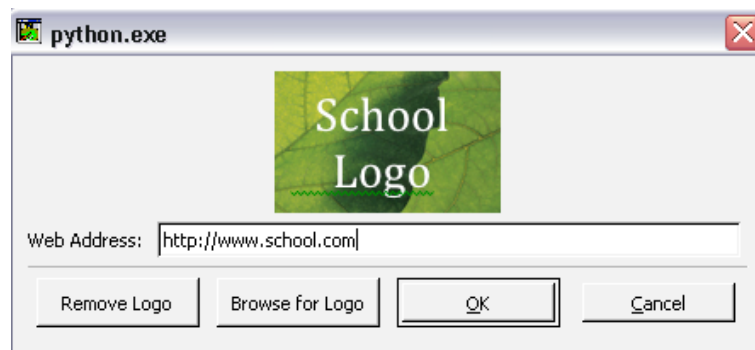 python.exe
School
Logo
Web Address: http://www.school.com
Remove Logo Browse for Logo OK Cancel